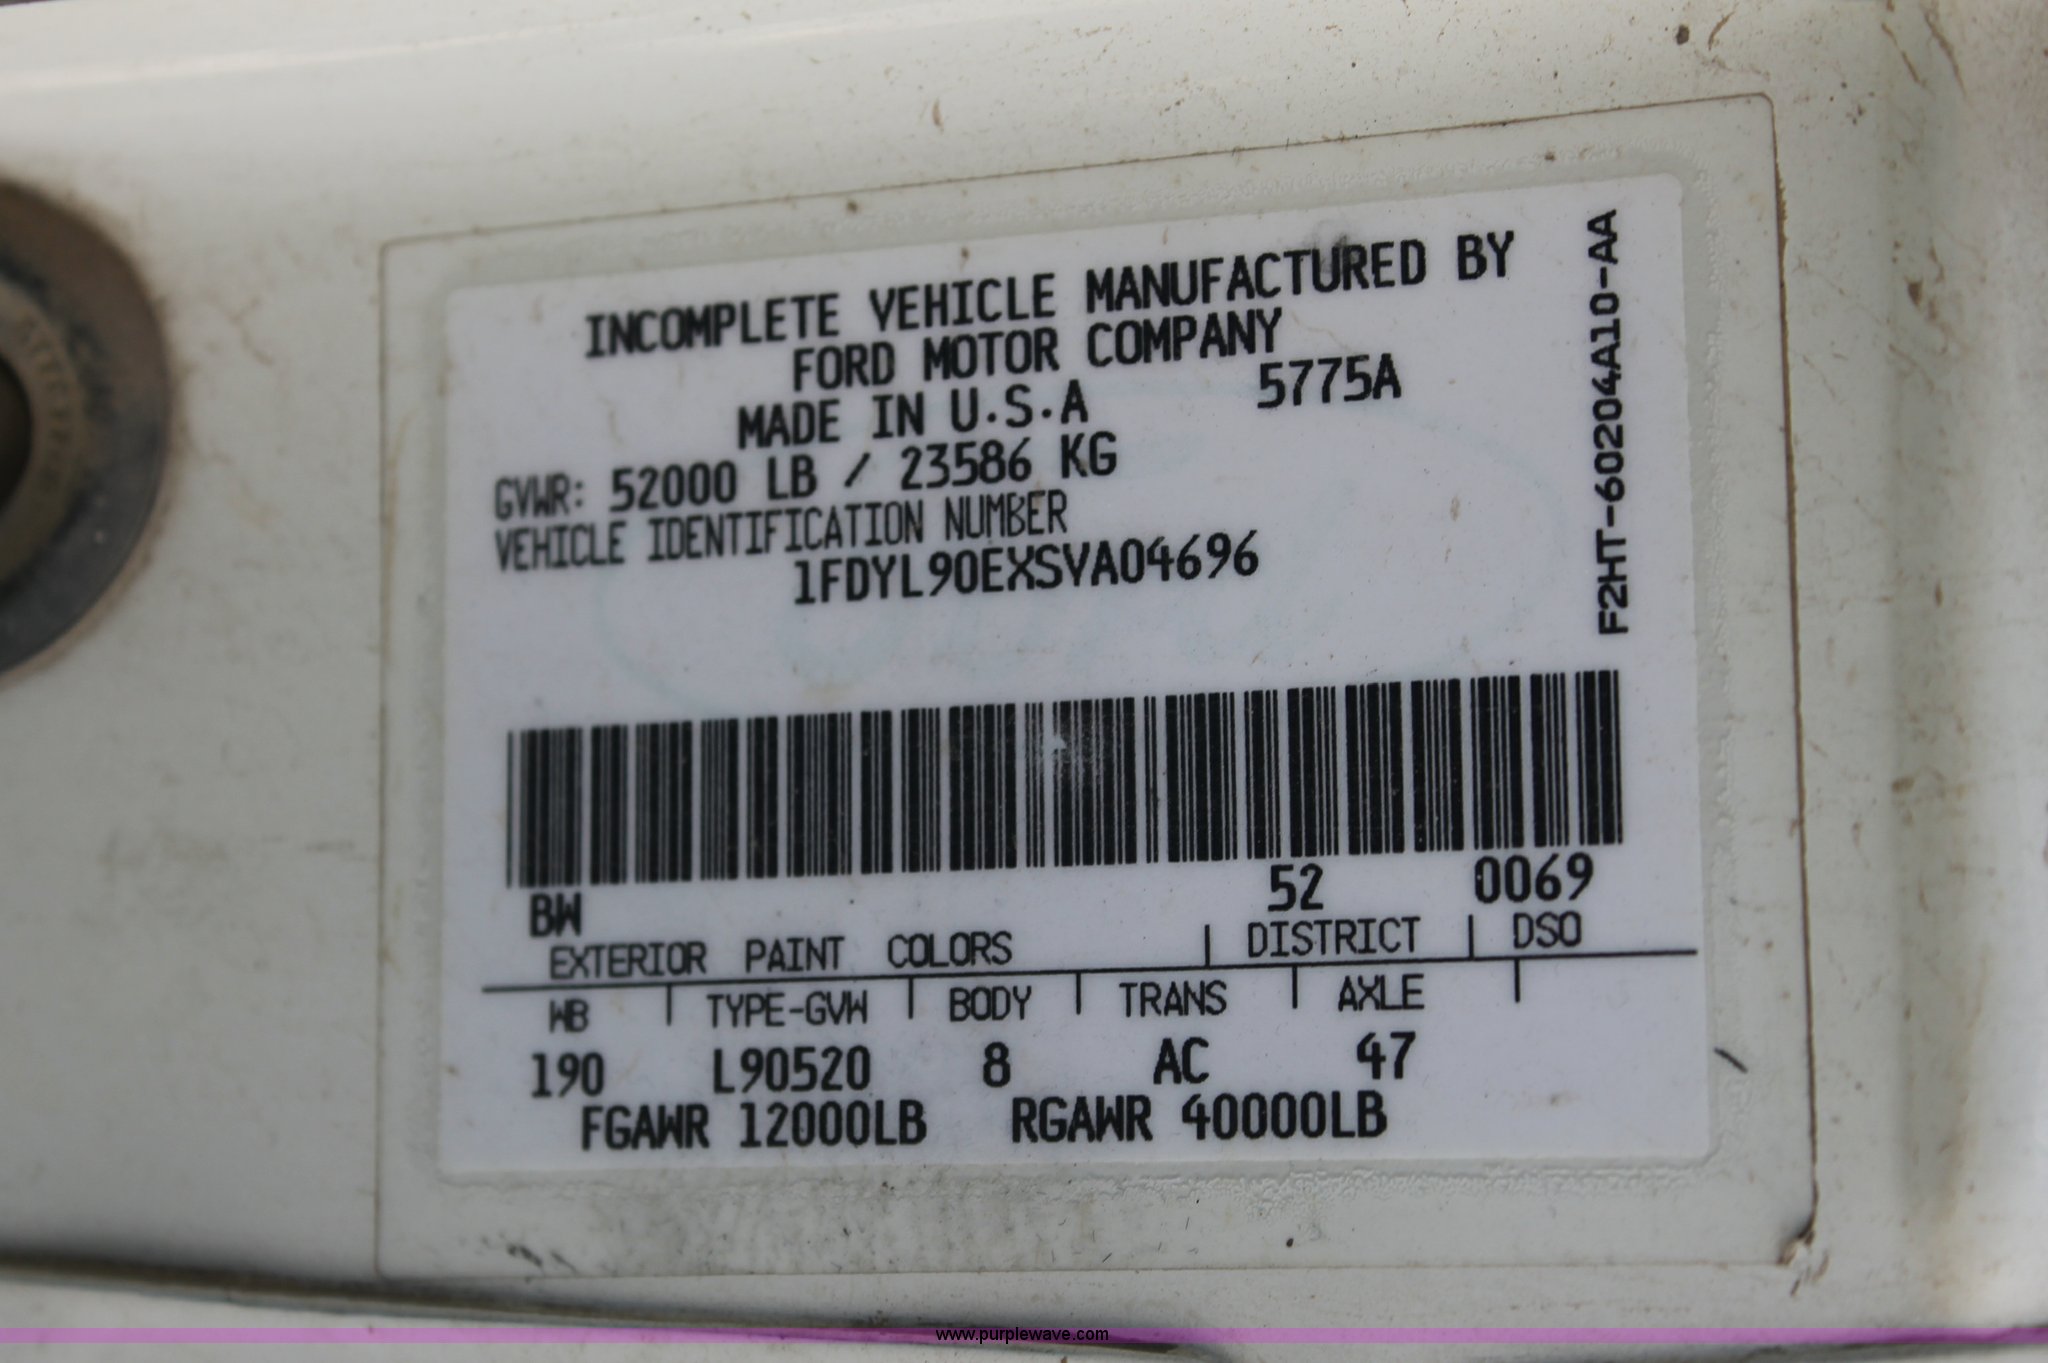 INCOMPLETE VEHICLE MANUFACTURED BY
FORD MOTOR COMPANY
MADE IN U.S.A 5775A
GVWR: 52000 LB / 23586 KG
VEHICLE IDENTIFICATION NUMBER
1FDYL90EXSVA04696
F2HT-60204A10-AA
BW 52 0069
EXTERIOR PAINT COLORS DISTRICT DSO
WB TYPE-GVW BODY TRANS AXLE
190 L90520 8 AC 47
FGAWR 12000LB RGAWR 40000LB
www.purplewave.com